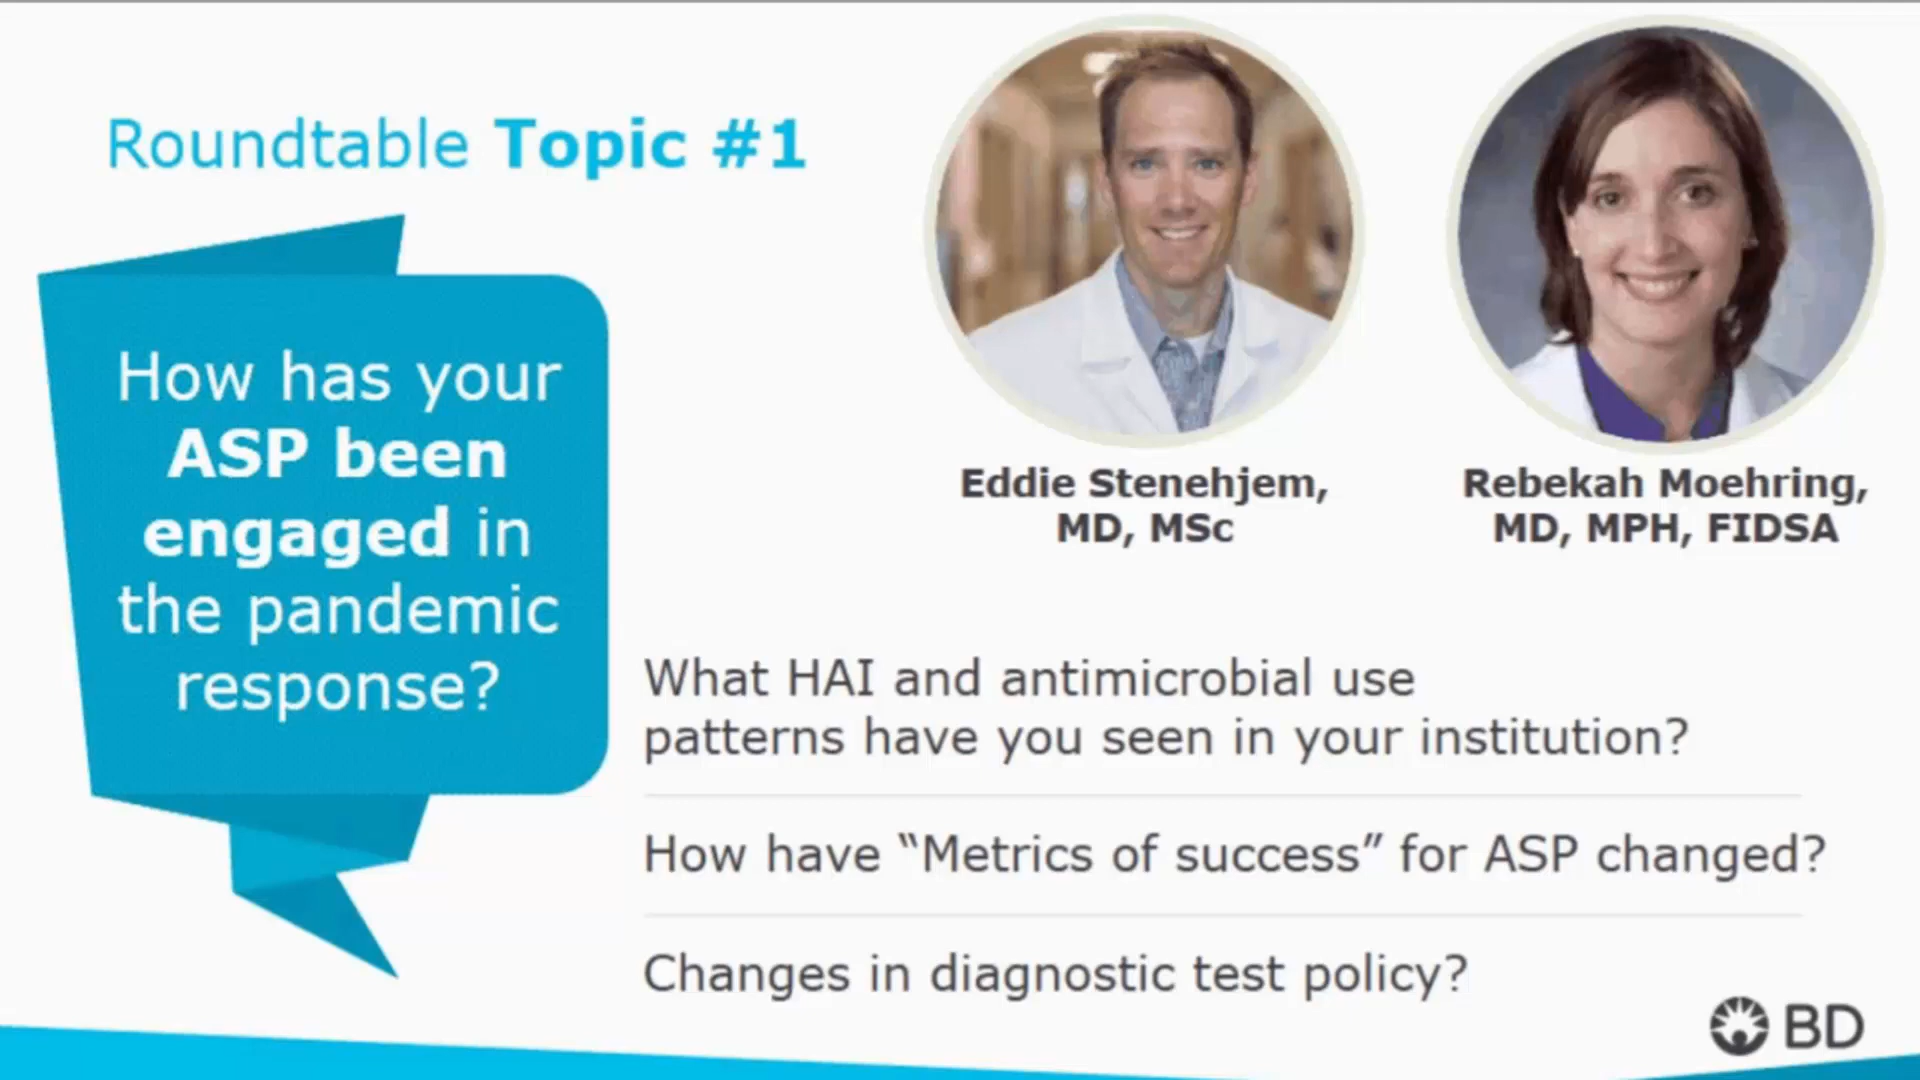 Roundtable Topic #1
How has your
ASP been
engaged in
the pandemic
response?
Eddie Stenehjem,
MD, MSc
Rebekah Moehring,
MD, MPH, FIDSA
What HAI and antimicrobial use
patterns have you seen in your institution?
How have “Metrics of success” for ASP changed?
Changes in diagnostic test policy?
BD